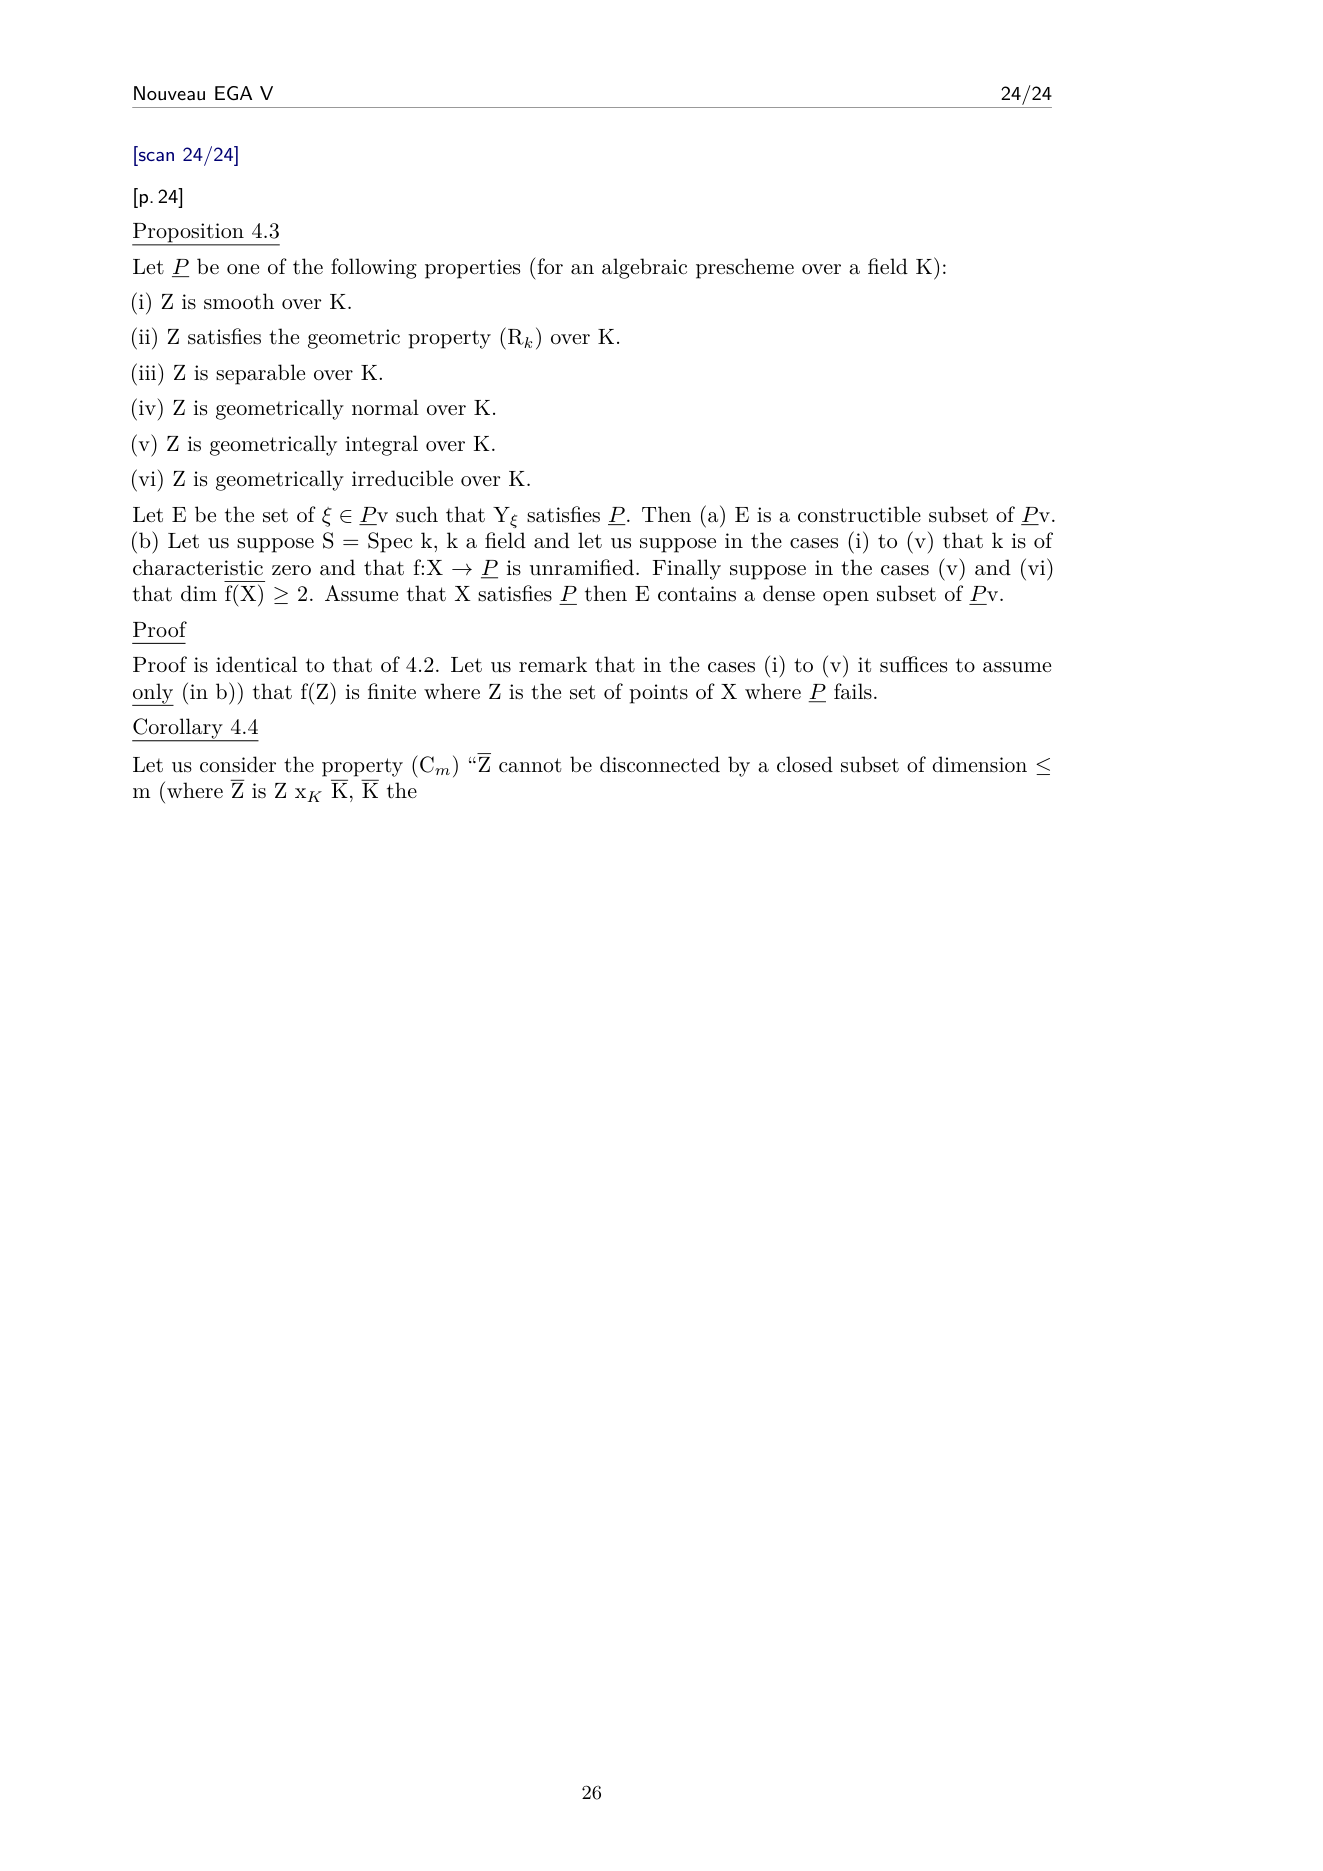 Nouveau EGA V 24/24
[scan 24/24]
[p. 24]
Proposition 4.3
Let P be one of the following properties (for an algebraic prescheme over a field K):
(i) Z is smooth over K.
(ii) Z satisfies the geometric property (R_k) over K.
(iii) Z is separable over K.
(iv) Z is geometrically normal over K.
(v) Z is geometrically integral over K.
(vi) Z is geometrically irreducible over K.
Let E be the set of ξ ∈ Pv such that Y_ξ satisfies P. Then (a) E is a constructible subset of Pv.
(b) Let us suppose S = Spec k, k a field and let us suppose in the cases (i) to (v) that k is of
characteristic zero and that f:X → P is unramified. Finally suppose in the cases (v) and (vi)
that dim f(X)̅ ≥ 2. Assume that X satisfies P then E contains a dense open subset of Pv.
Proof
Proof is identical to that of 4.2. Let us remark that in the cases (i) to (v) it suffices to assume
only (in b)) that f(Z) is finite where Z is the set of points of X where P fails.
Corollary 4.4
Let us consider the property (C_m) “Z̅ cannot be disconnected by a closed subset of dimension ≤
m (where Z̅ is Z x_K K̅, K̅ the
26